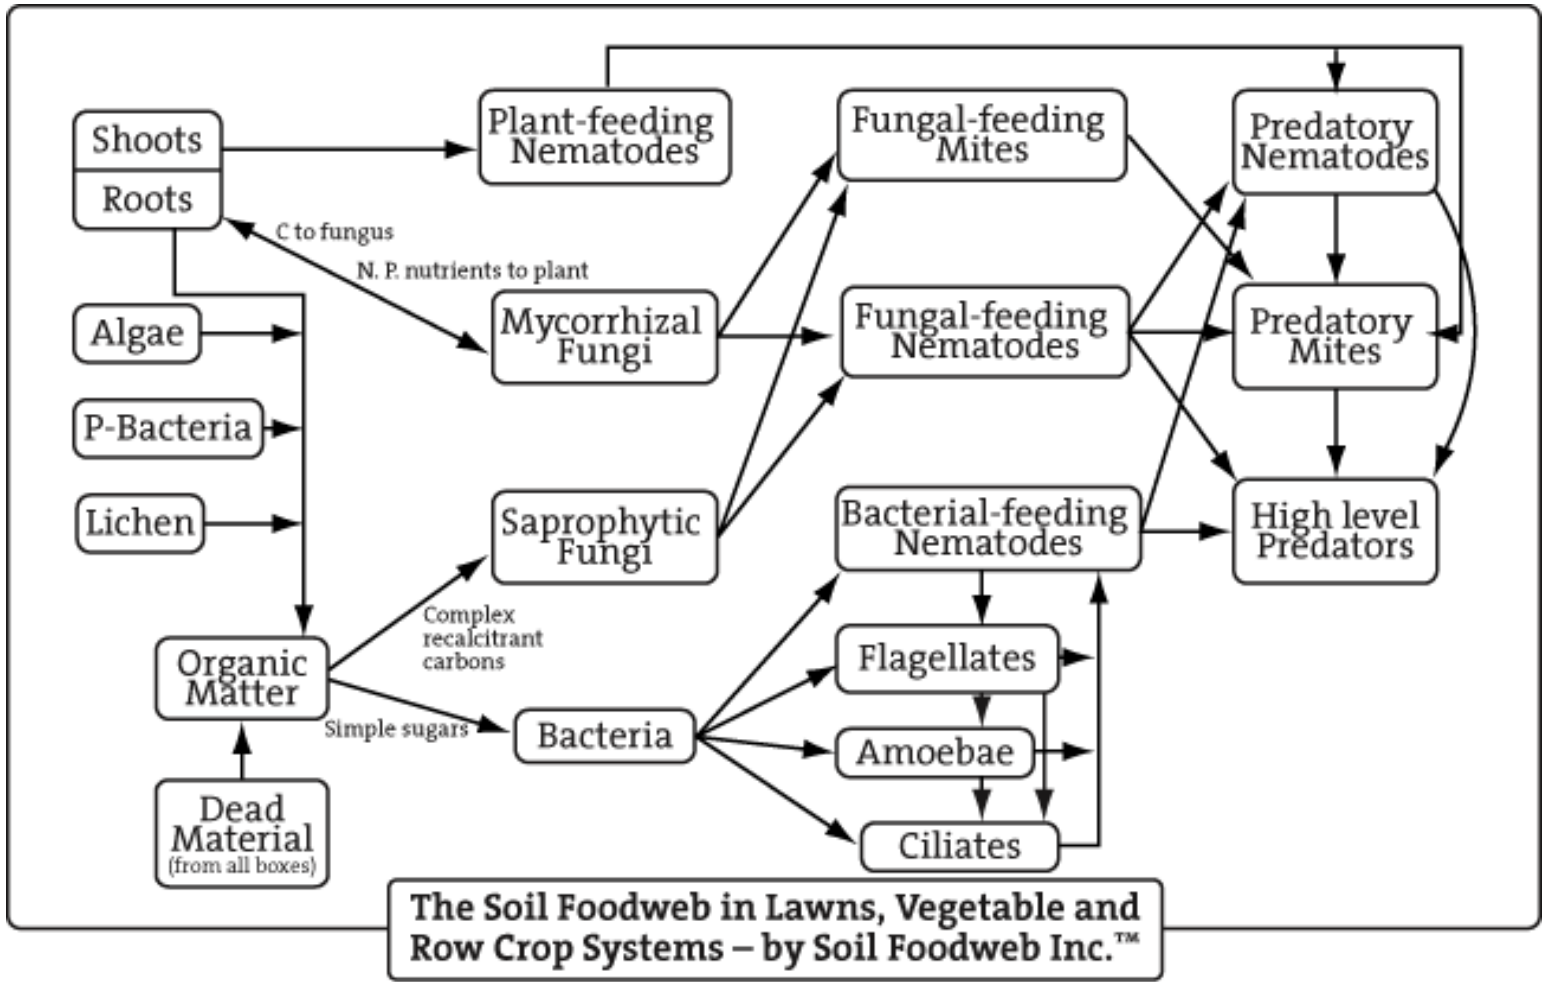 Shoots
Roots
Plant-feeding
Nematodes
Fungal-feeding
Mites
Predatory
Nematodes
C to fungus
N. P. nutrients to plant
Algae
Mycorrhizal
Fungi
Fungal-feeding
Nematodes
Predatory
Mites
P-Bacteria
Lichen
Saprophytic
Fungi
Bacterial-feeding
Nematodes
High level
Predators
Complex
recalcitrant
carbons
Organic
Matter
Simple sugars
Flagellates
Bacteria
Amoebae
Dead
Material
(from all boxes)
Ciliates
The Soil Foodweb in Lawns, Vegetable and
Row Crop Systems – by Soil Foodweb Inc.™